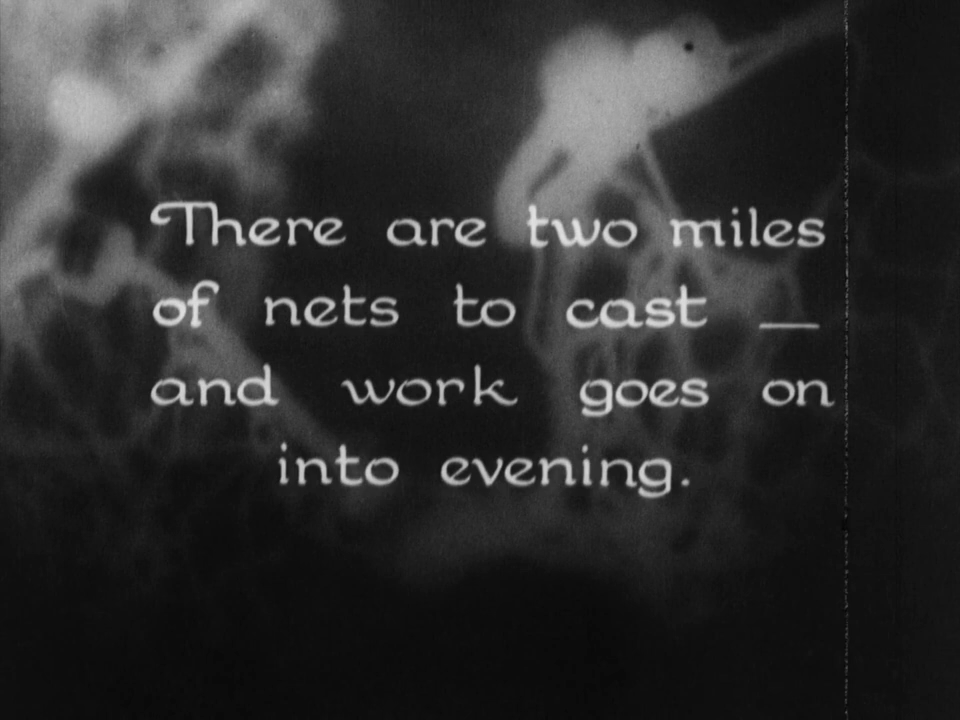 There are two miles
of nets to cast —
and work goes on
into evening.